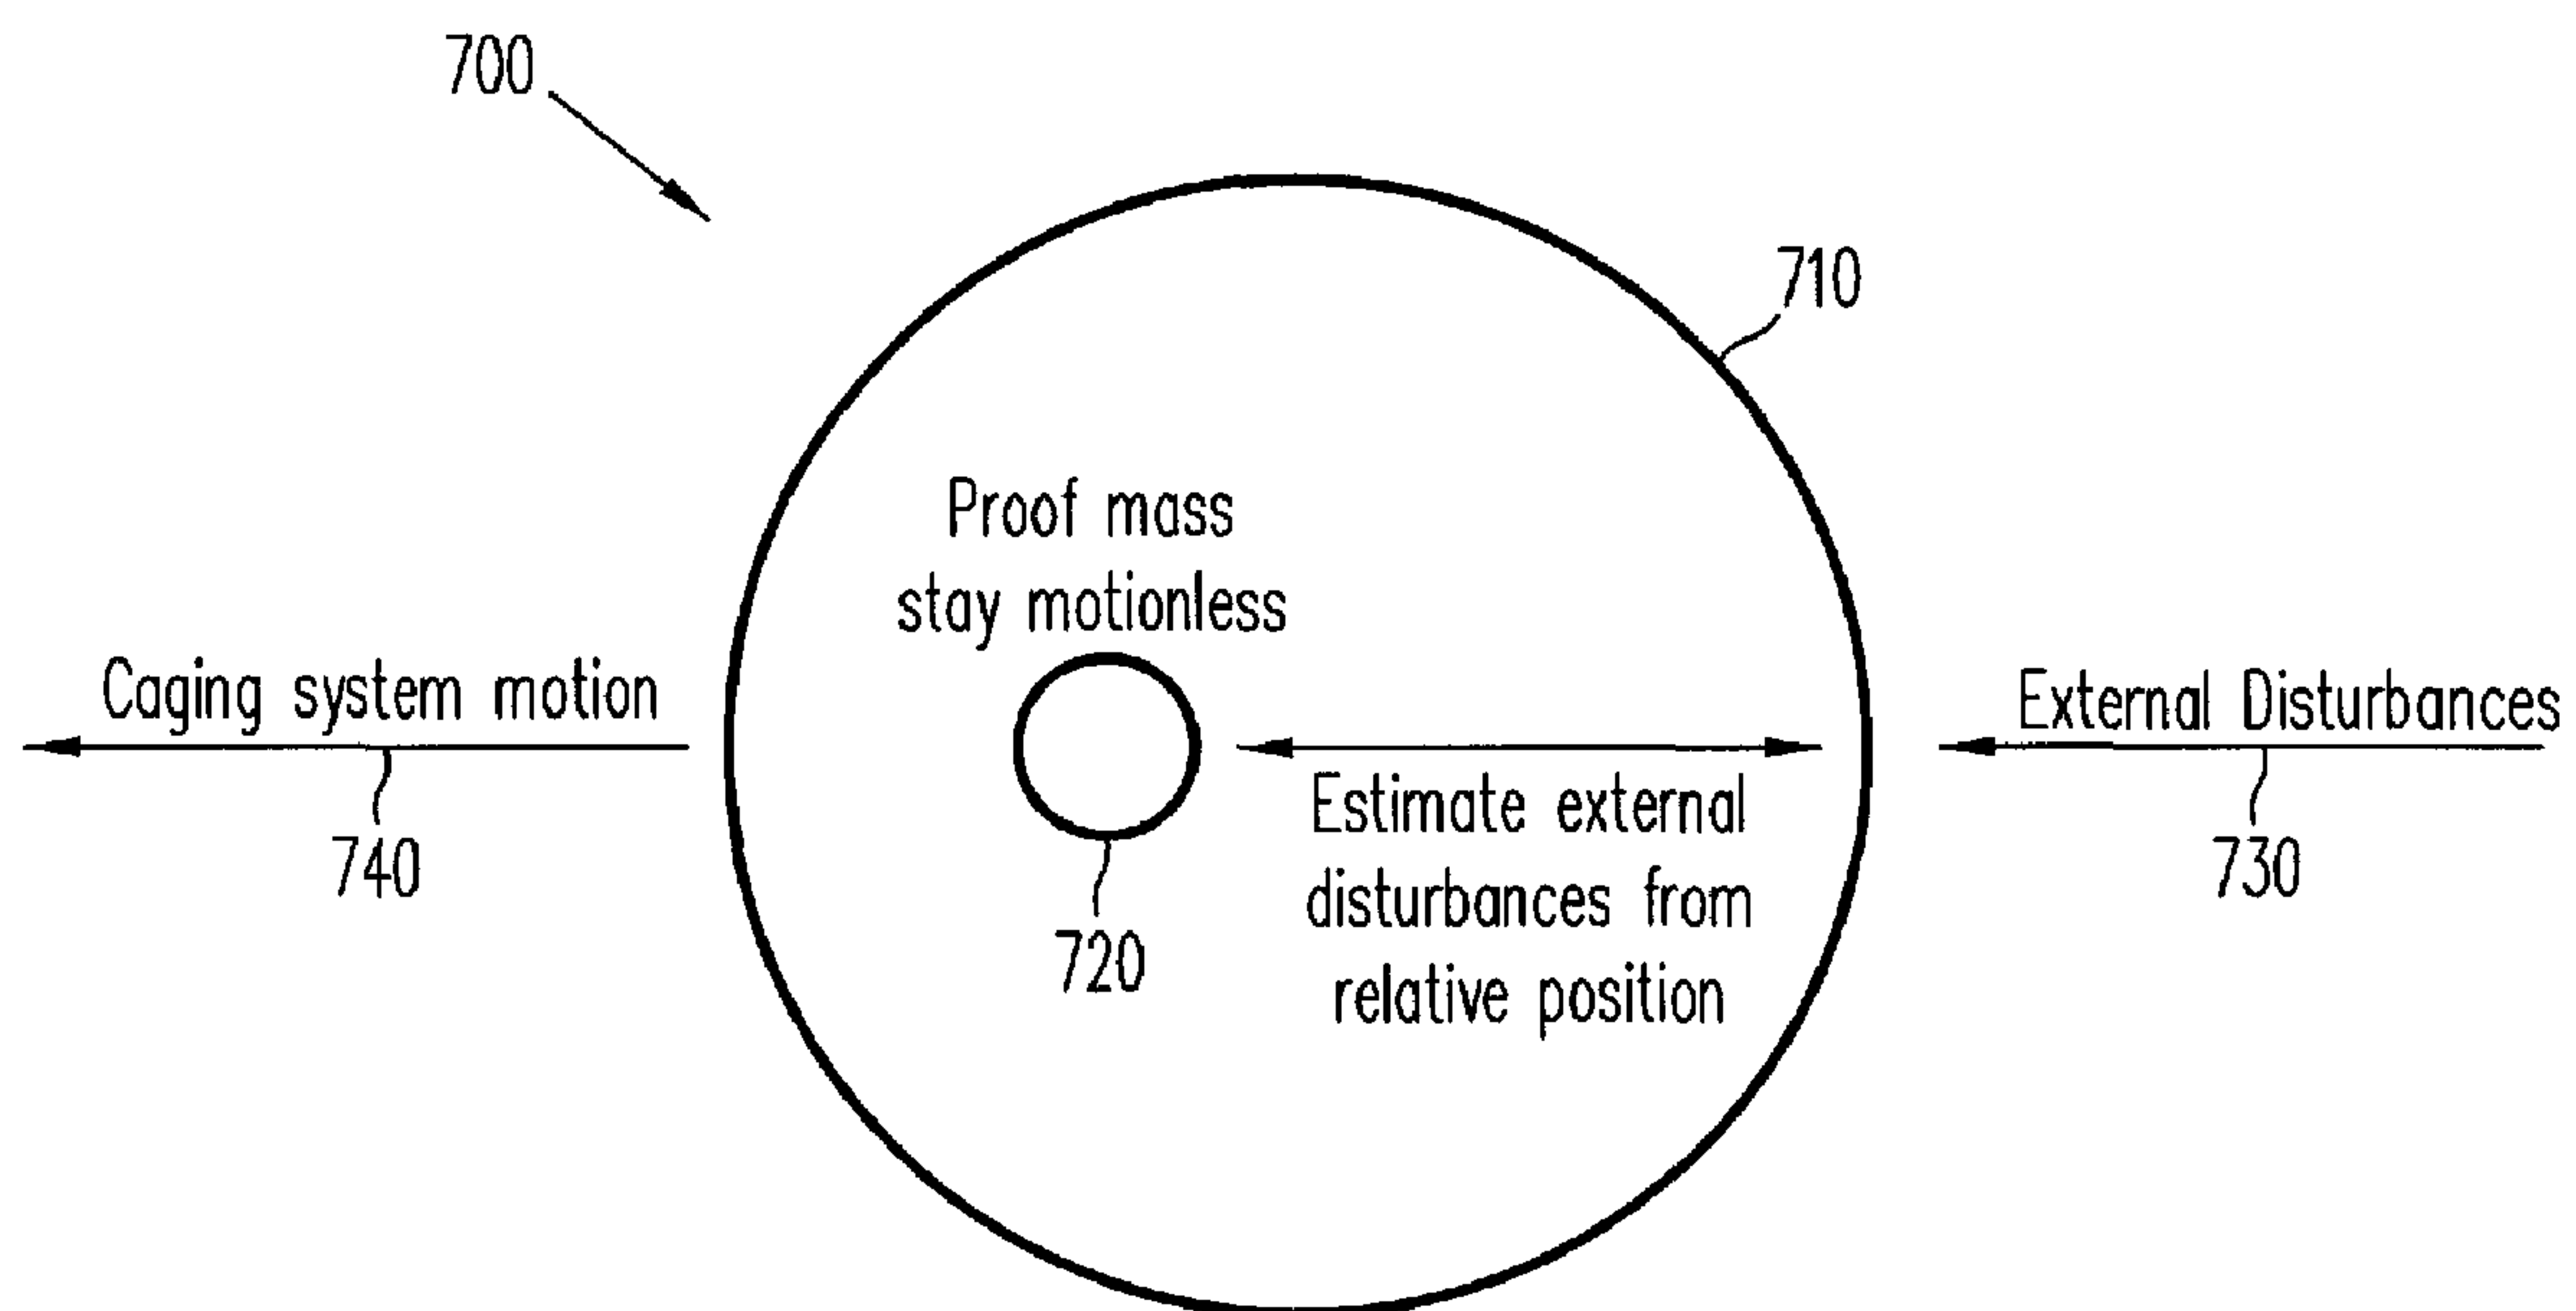 700
710
Proof mass
stay motionless
Caging system motion
External Disturbances
Estimate external
disturbances from
relative position
740
720
730